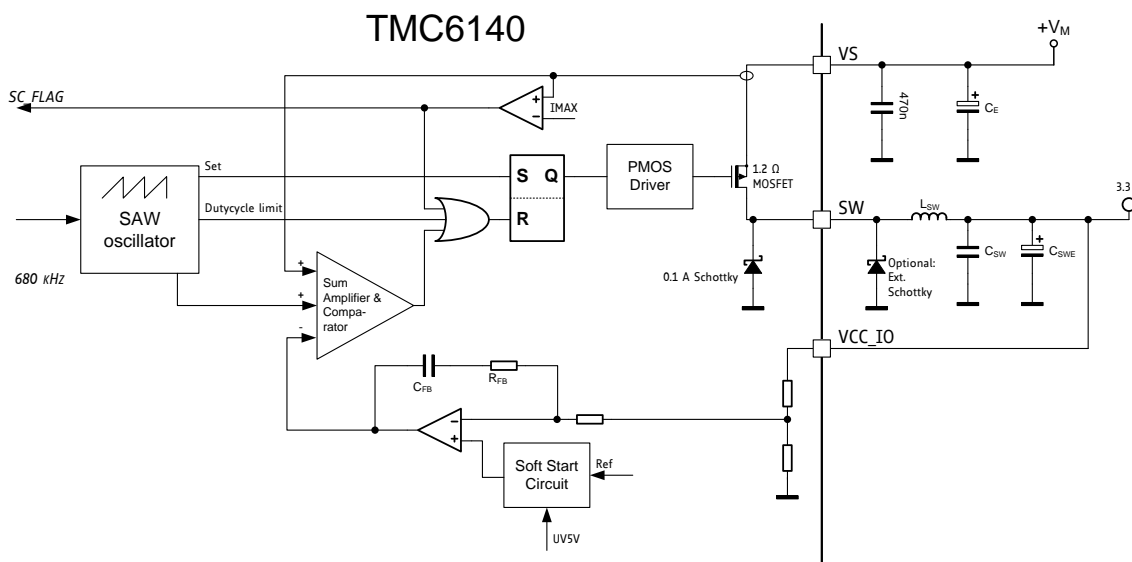 TMC6140
+VM
VS
SC_FLAG
+
-
IMAX
470n
+
CE
Set
SAW
oscillator
Dutycycle limit
S Q
R
PMOS
Driver
1.2 Ω
MOSFET
SW
LSW
3.3
680 kHz
+
+
-
Sum
Amplifier &
Compa-
rator
0.1 A Schottky
Optional:
Ext.
Schottky
CSW
+
CSWE
VCC_IO
CFB
RFB
-
+
Soft Start
Circuit
Ref
UV5V